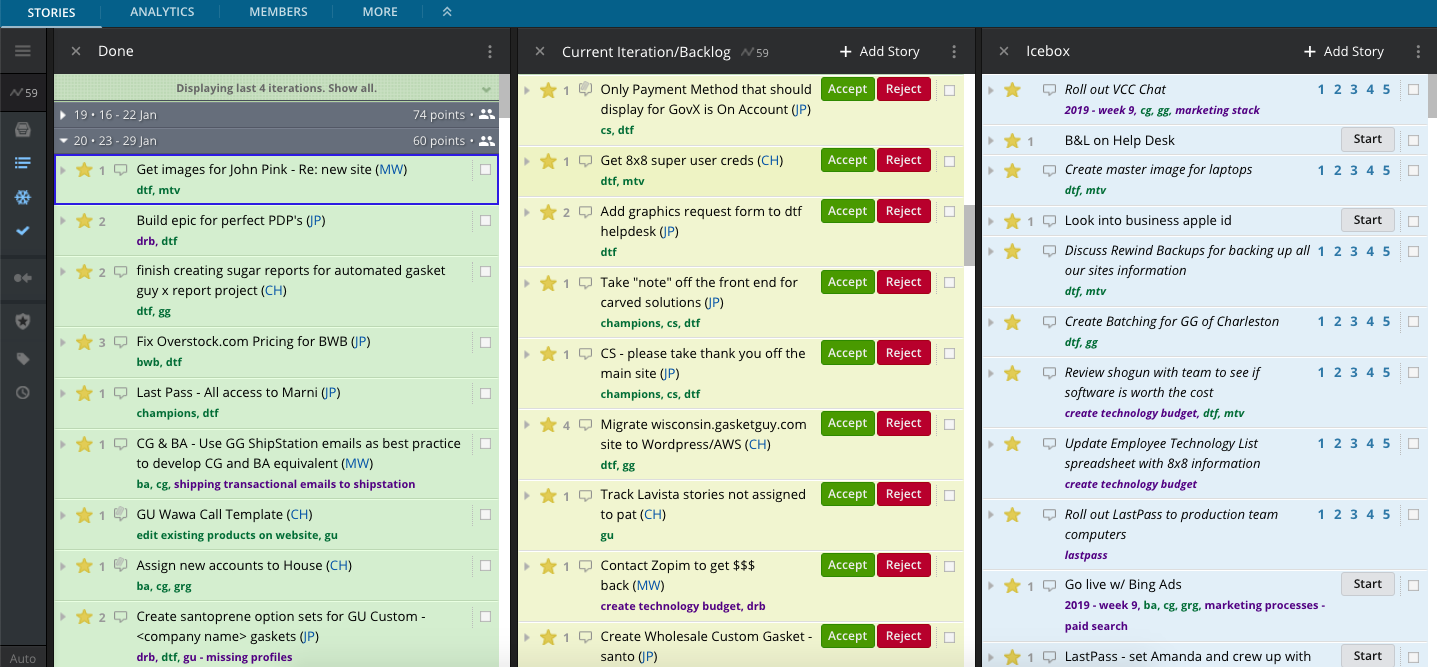 STORIES
ANALYTICS
MEMBERS
MORE
59
Auto
Done
Displaying last 4 iterations. Show all.
19 • 16 - 22 Jan 74 points •
20 • 23 - 29 Jan 60 points •
1 Get images for John Pink - Re: new site (MW)
dtf, mtv
2 Build epic for perfect PDP's (JP)
drb, dtf
2 finish creating sugar reports for automated gasket
guy x report project (CH)
dtf, gg
3 Fix Overstock.com Pricing for BWB (JP)
bwb, dtf
1 Last Pass - All access to Marni (JP)
champions, dtf
1 CG & BA - Use GG ShipStation emails as best practice
to develop CG and BA equivalent (MW)
ba, cg, shipping transactional emails to shipstation
1 GU Wawa Call Template (CH)
edit existing products on website, gu
1 Assign new accounts to House (CH)
ba, cg, grg
2 Create santoprene option sets for GU Custom -
<company name> gaskets (JP)
drb, dtf, gu - missing profiles
Current Iteration/Backlog 59 + Add Story
1 Only Payment Method that should Accept Reject
display for GovX is On Account (JP)
cs, dtf
1 Get 8x8 super user creds (CH) Accept Reject
dtf, mtv
2 Add graphics request form to dtf Accept Reject
helpdesk (JP)
dtf
1 Take "note" off the front end for Accept Reject
carved solutions (JP)
champions, cs, dtf
1 CS - please take thank you off the Accept Reject
main site (JP)
champions, cs, dtf
4 Migrate wisconsin.gasketguy.com Accept Reject
site to Wordpress/AWS (CH)
dtf, gg
1 Track Lavista stories not assigned Accept Reject
to pat (CH)
gu
1 Contact Zopim to get $$$ Accept Reject
back (MW)
create technology budget, drb
1 Create Wholesale Custom Gasket - Accept Reject
santo (JP)
Icebox + Add Story
Roll out VCC Chat 1 2 3 4 5
2019 - week 9, cg, gg, marketing stack
1 B&L on Help Desk Start
Create master image for laptops 1 2 3 4 5
dtf, mtv
1 Look into business apple id Start
Discuss Rewind Backups for backing up all 1 2 3 4 5
our sites information
dtf, mtv
Create Batching for GG of Charleston 1 2 3 4 5
dtf, gg
Review shogun with team to see if 1 2 3 4 5
software is worth the cost
create technology budget, dtf, mtv
Update Employee Technology List 1 2 3 4 5
spreadsheet with 8x8 information
create technology budget
Roll out LastPass to production team 1 2 3 4 5
computers
lastpass
1 Go live w/ Bing Ads Start
2019 - week 9, ba, cg, grg, marketing processes -
paid search
1 LastPass - set Amanda and crew up with Start